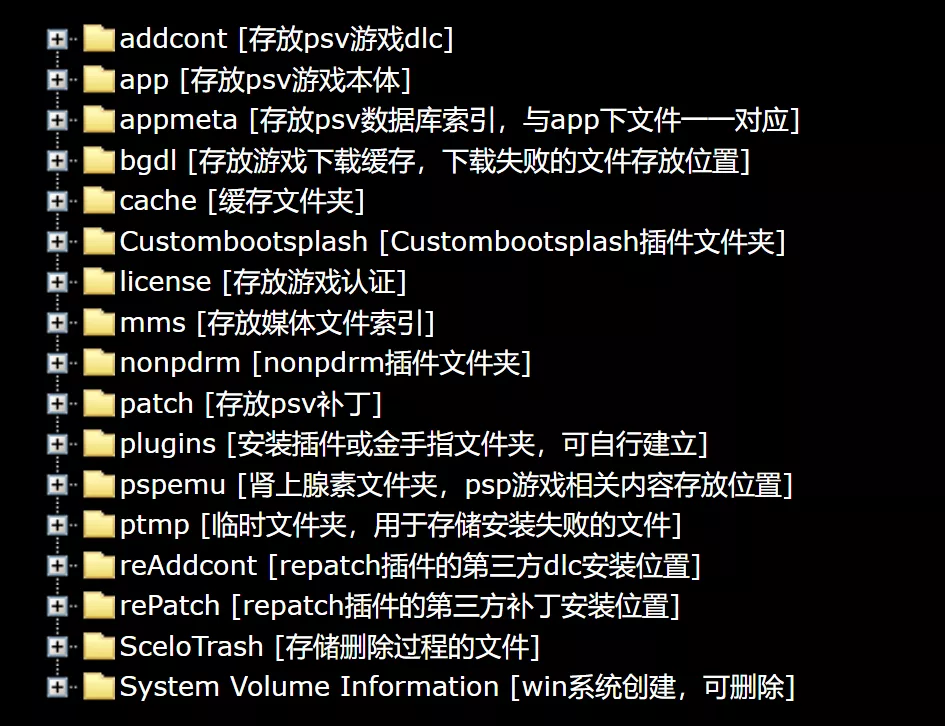 addcont [存放psv游戏dlc]
app [存放psv游戏本体]
appmeta [存放psv数据库索引，与app下文件一一对应]
bgdl [存放游戏下载缓存，下载失败的文件存放位置]
cache [缓存文件夹]
Custombootsplash [Custombootsplash插件文件夹]
license [存放游戏认证]
mms [存放媒体文件索引]
nonpdrm [nonpdrm插件文件夹]
patch [存放psv补丁]
plugins [安装插件或金手指文件夹，可自行建立]
pspemu [肾上腺素文件夹，psp游戏相关内容存放位置]
ptmp [临时文件夹，用于存储安装失败的文件]
reAddcont [repatch插件的第三方dlc安装位置]
rePatch [repatch插件的第三方补丁安装位置]
SceloTrash [存储删除过程的文件]
System Volume Information [win系统创建，可删除]